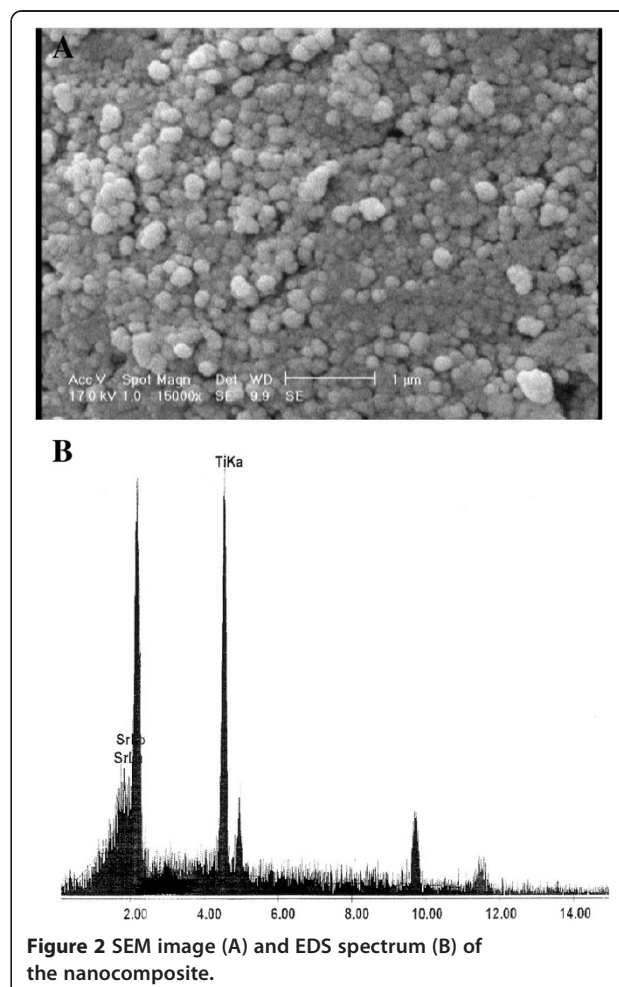 A
Acc V Spot Magn Det WD 1 µm
17.0 kV 1.0 15000x SE 9.9 SE
B
TiKa
2.00 4.00 6.00 8.00 10.00 12.00 14.00
Figure 2 SEM image (A) and EDS spectrum (B) of
the nanocomposite.